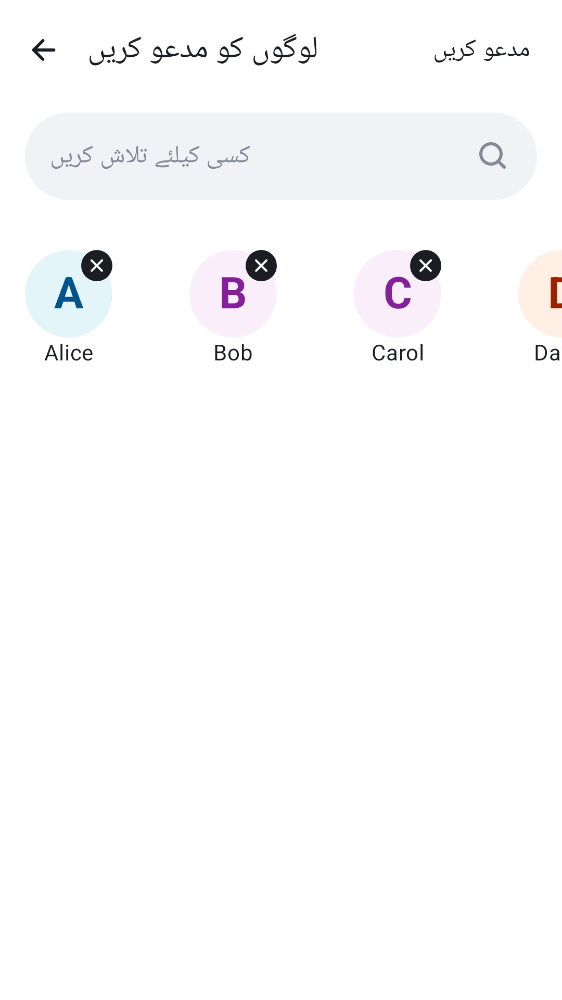 لوگوں کو مدعو کریں
مدعو کریں
کسی کیلئے تلاش کریں
A
B
C
D
Alice
Bob
Carol
Da